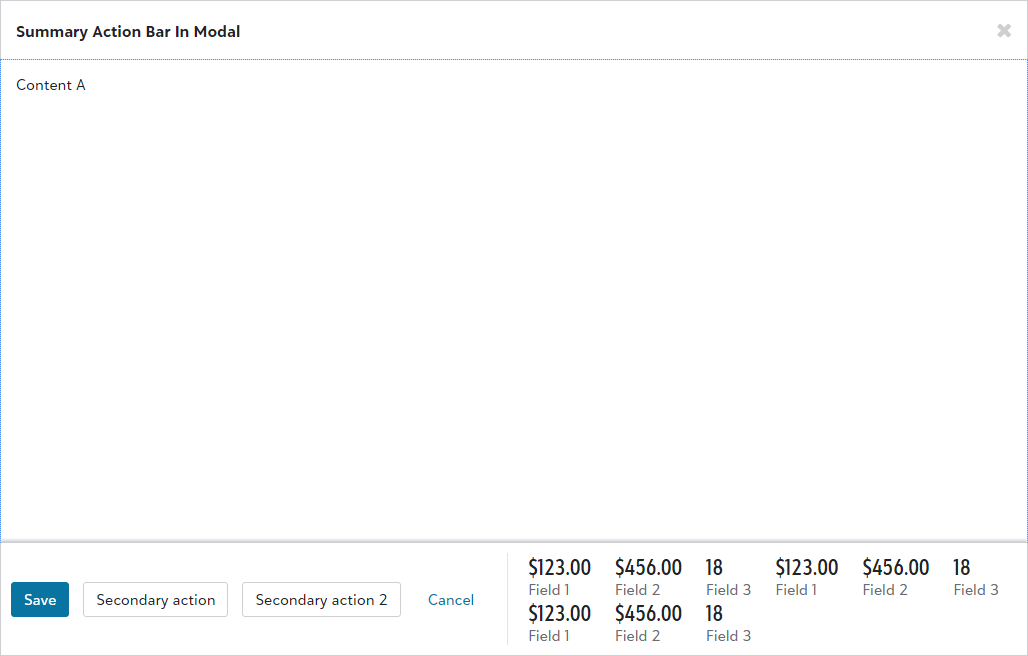 Summary Action Bar In Modal
Content A
Save Secondary action Secondary action 2 Cancel
$123.00 $456.00 18 $123.00 $456.00 18
Field 1 Field 2 Field 3 Field 1 Field 2 Field 3
$123.00 $456.00 18
Field 1 Field 2 Field 3